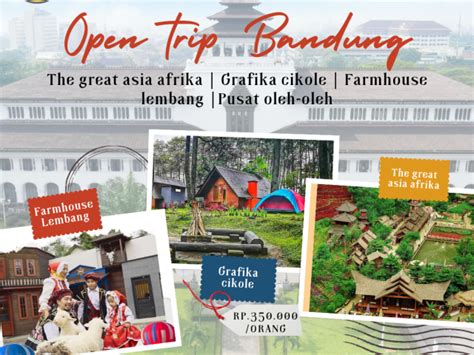 Open Trip Bandung
The great asia afrika | Grafika cikole | Farmhouse
lembang |Pusat oleh-oleh
The great
asia afrika
Farmhouse
Lembang
Grafika
cikole
RP.350.000
/ORANG